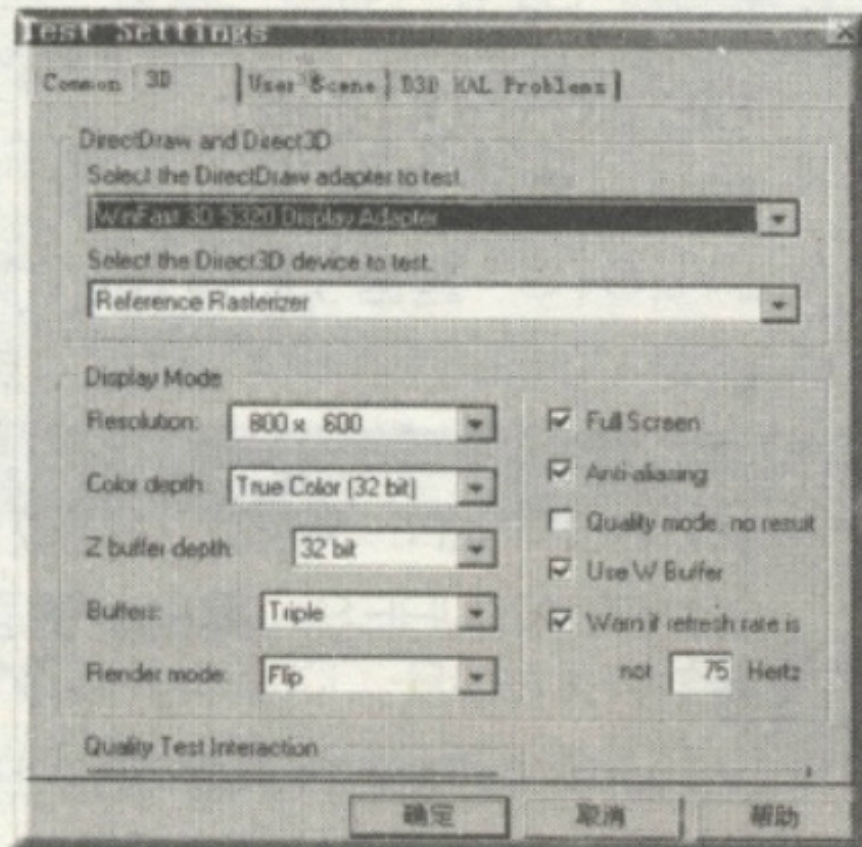 Test Settings
Common 3D User Scene D3D HAL Problems
DirectDraw and Direct3D
Select the DirectDraw adapter to test.
WinFast 3D S320 Display Adapter
Select the Direct3D device to test.
Reference Rasterizer
Display Mode
Resolution: 800 x 600
Full Screen
Color depth: True Color (32 bit)
Anti-aliasing
Quality mode, no result
Z buffer depth: 32 bit
Use W Buffer
Buffers: Triple
Warn if refresh rate is
not 75 Hertz
Render mode: Flip
Quality Test Interaction
确定 取消 帮助